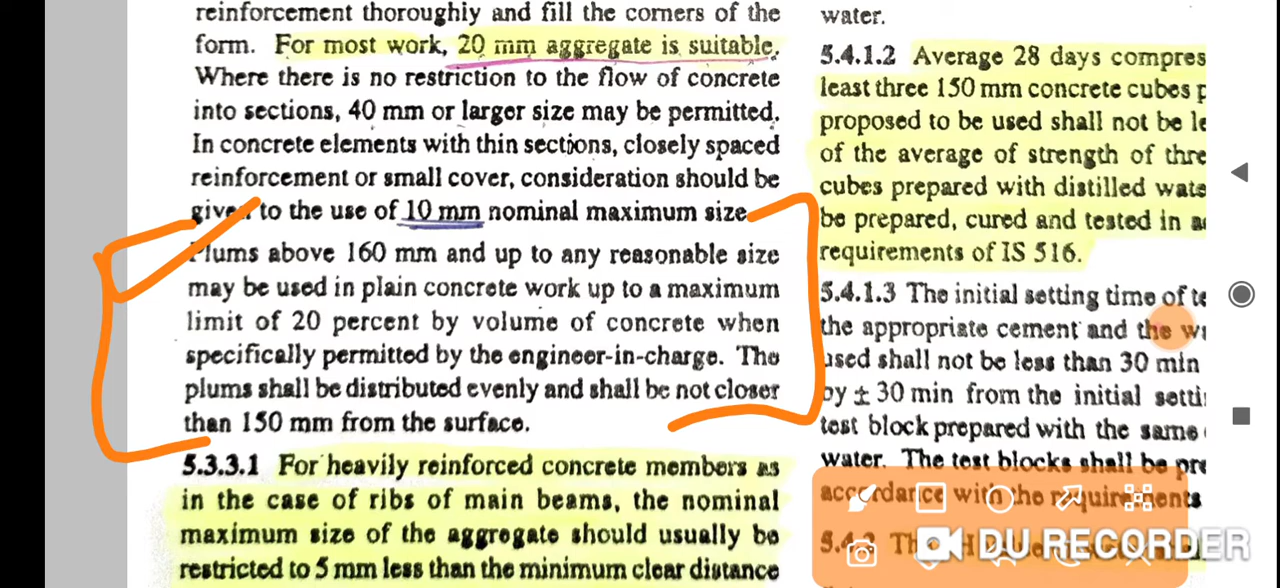 reinforcement thoroughly and fill the corners of the
form. For most work, 20 mm aggregate is suitable.
Where there is no restriction to the flow of concrete
into sections, 40 mm or larger size may be permitted.
In concrete elements with thin sections, closely spaced
reinforcement or small cover, consideration should be
given to the use of 10 mm nominal maximum size.
Plums above 160 mm and up to any reasonable size
may be used in plain concrete work up to a maximum
limit of 20 percent by volume of concrete when
specifically permitted by the engineer-in-charge. The
plums shall be distributed evenly and shall be not closer
than 150 mm from the surface.
5.3.3.1 For heavily reinforced concrete members as
in the case of ribs of main beams, the nominal
maximum size of the aggregate should usually be
restricted to 5 mm less than the minimum clear distance
water.
5.4.1.2 Average 28 days compres
least three 150 mm concrete cubes p
proposed to be used shall not be le
of the average of strength of thre
cubes prepared with distilled wate
be prepared, cured and tested in a
requirements of IS 516.
5.4.1.3 The initial setting time of te
the appropriate cement and the w
used shall not be less than 30 min
by ± 30 min from the initial setti
test block prepared with the same
water. The test blocks shall be pre
accordance with the requirements
5.4.2 The
DU RECORDER